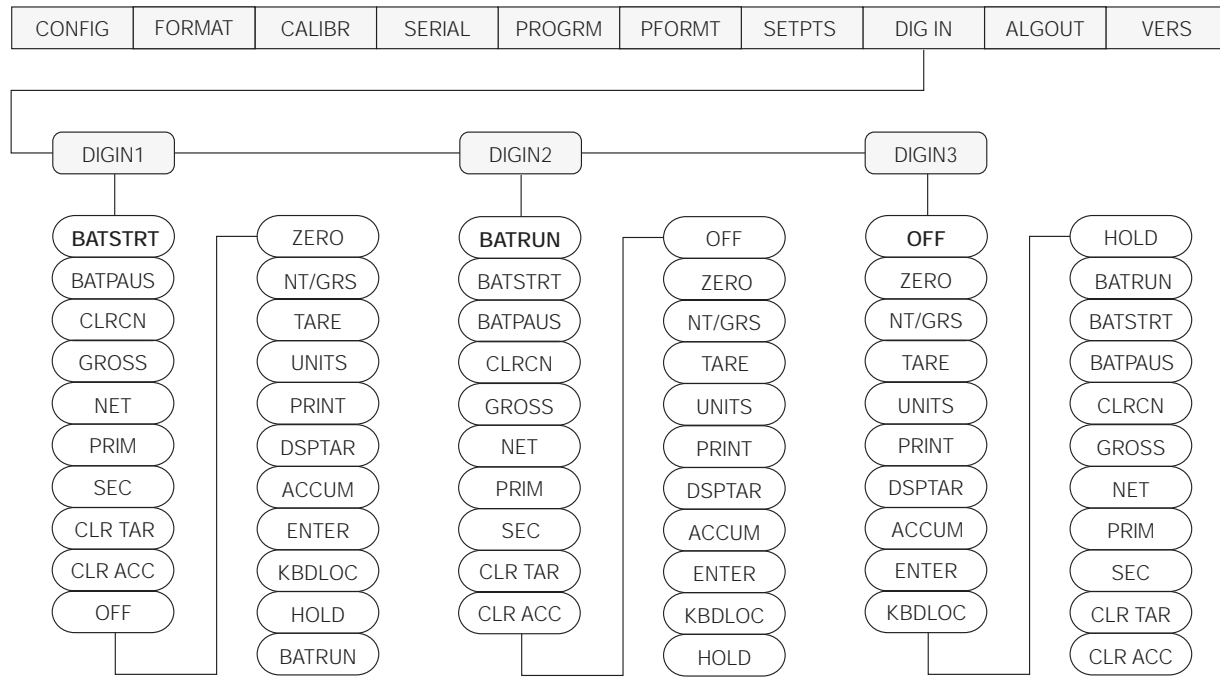 CONFIG FORMAT CALIBR SERIAL PROGRM PFORMT SETPTS DIG IN ALGOUT VERS
DIGIN1 DIGIN2 DIGIN3
BATSTRT
BATPAUS
CLRCN
GROSS
NET
PRIM
SEC
CLR TAR
CLR ACC
OFF
ZERO
NT/GRS
TARE
UNITS
PRINT
DSPTAR
ACCUM
ENTER
KBDLOC
HOLD
BATRUN
BATRUN
BATSTRT
BATPAUS
CLRCN
GROSS
NET
PRIM
SEC
CLR TAR
CLR ACC
OFF
ZERO
NT/GRS
TARE
UNITS
PRINT
DSPTAR
ACCUM
ENTER
KBDLOC
HOLD
OFF
ZERO
NT/GRS
TARE
UNITS
PRINT
DSPTAR
ACCUM
ENTER
KBDLOC
HOLD
BATRUN
BATSTRT
BATPAUS
CLRCN
GROSS
NET
PRIM
SEC
CLR TAR
CLR ACC